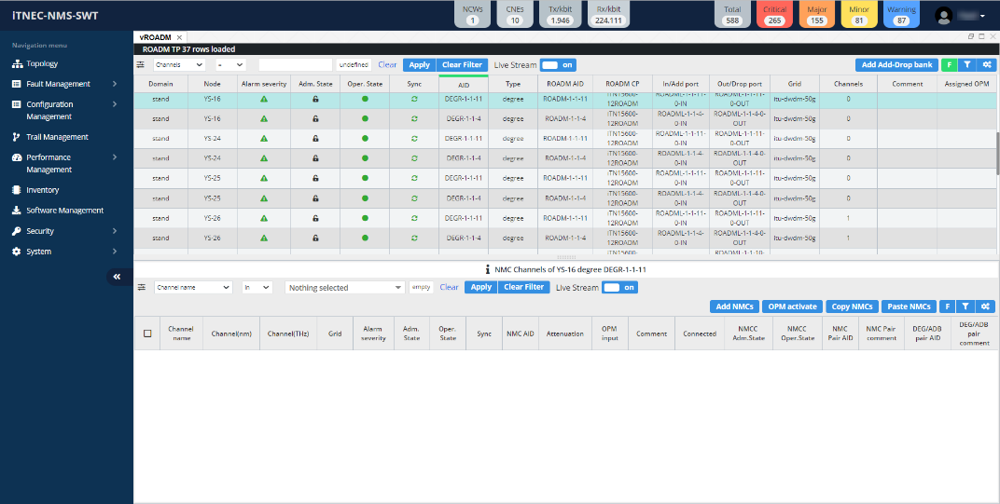 iTNEC-NMS-SWT
NCWs 1 CNEs 10 Tx/kbit 1.946 Rx/kbit 224.111 Total 588 Critical 265 Major 155 Minor 81 Warning 87
Navigation menu
Topology
Fault Management
Configuration
Management
Trail Management
Performance
Management
Inventory
Software Management
Security
System
vROADM
ROADM TP 37 rows loaded
Channels = undefined Clear Apply Clear Filter Live Stream on Add Add-Drop bank F
Domain Node Alarm severity Adm. State Oper. State Sync AID Type ROADM AID ROADM CP In/Add port Out/Drop port Grid Channels Comment Assigned OPM
stand YS-16 DEGR-1-1-11 degree ROADM-1-1-11 iTN15600-12ROADM ROADML-1-1-11-0-IN ROADML-1-1-11-0-OUT itu-dwdm-50g 0
stand YS-16 DEGR-1-1-4 degree ROADM-1-1-4 iTN15600-12ROADM ROADML-1-1-4-0-IN ROADML-1-1-4-0-OUT itu-dwdm-50g 0
stand YS-24 DEGR-1-1-11 degree ROADM-1-1-11 iTN15600-12ROADM ROADML-1-1-11-0-IN ROADML-1-1-11-0-OUT itu-dwdm-50g 0
stand YS-24 DEGR-1-1-4 degree ROADM-1-1-4 iTN15600-12ROADM ROADML-1-1-4-0-IN ROADML-1-1-4-0-OUT itu-dwdm-50g 0
stand YS-25 DEGR-1-1-11 degree ROADM-1-1-11 iTN15600-12ROADM ROADML-1-1-11-0-IN ROADML-1-1-11-0-OUT itu-dwdm-50g 0
stand YS-25 DEGR-1-1-4 degree ROADM-1-1-4 iTN15600-12ROADM ROADML-1-1-4-0-IN ROADML-1-1-4-0-OUT itu-dwdm-50g 0
stand YS-26 DEGR-1-1-11 degree ROADM-1-1-11 iTN15600-12ROADM ROADML-1-1-11-0-IN ROADML-1-1-11-0-OUT itu-dwdm-50g 1
stand YS-26 DEGR-1-1-4 degree ROADM-1-1-4 iTN15600-12ROADM ROADML-1-1-4-0-IN ROADML-1-1-4-0-OUT itu-dwdm-50g 1
iTN15600- ROADML-1-1-10-
NMC Channels of YS-16 degree DEGR-1-1-11
Channel name In Nothing selected empty Clear Apply Clear Filter Live Stream on
Add NMCs OPM activate Copy NMCs Paste NMCs F
Channel name Channel(nm) Channel(THz) Grid Alarm severity Adm. State Oper. State Sync NMC AID Attenuation OPM input Comment Connected NMCC Adm.State NMCC Oper.State NMC Pair AID NMC Pair comment DEG/ADB pair AID DEG/ADB pair comment